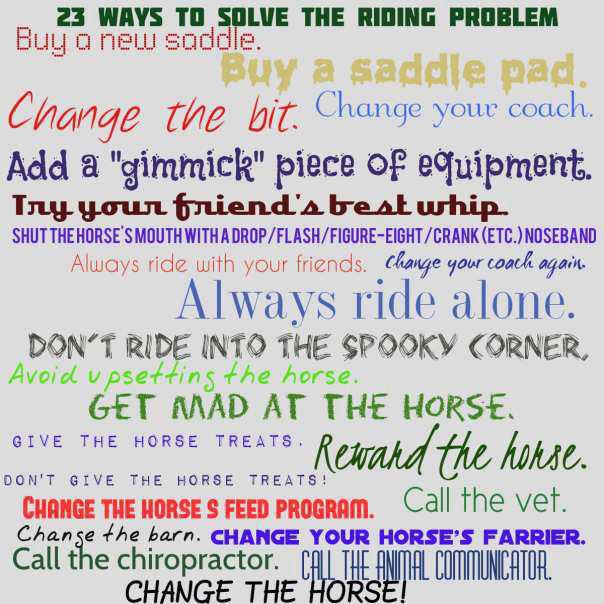 23 WAYS TO SOLVE THE RIDING PROBLEM
Buy a new saddle.
Buy a saddle pad.
Change the bit.
Change your coach.
Add a "gimmick" piece of equipment.
Try your friend's best whip.
SHUT THE HORSE'S MOUTH WITH A DROP/FLASH/FIGURE-EIGHT/CRANK (ETC.) NOSEBAND
Always ride with your friends.
Change your coach again.
Always ride alone.
DON'T RIDE INTO THE SPOOKY CORNER.
Avoid upsetting the horse.
GET MAD AT THE HORSE.
GIVE THE HORSE TREATS.
Reward the horse.
DON'T GIVE THE HORSE TREATS!
CHANGE THE HORSE S FEED PROGRAM.
Call the vet.
Change the barn.
CHANGE YOUR HORSE'S FARRIER.
Call the chiropractor.
CALL THE ANIMAL COMMUNICATOR.
CHANGE THE HORSE!